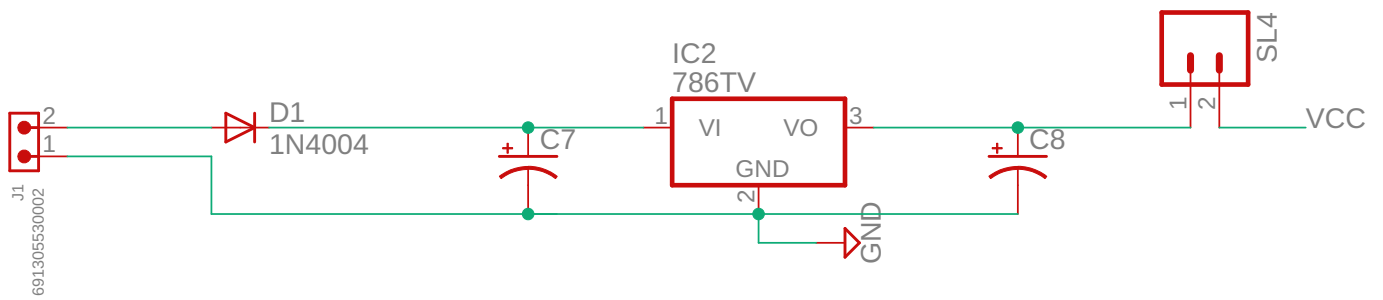 SL4
1
2
VCC
IC2
786TV
1
VI
VO
3
GND
2
D1
1N4004
C7
+
C8
+
2
1
J1
691305530002
GND